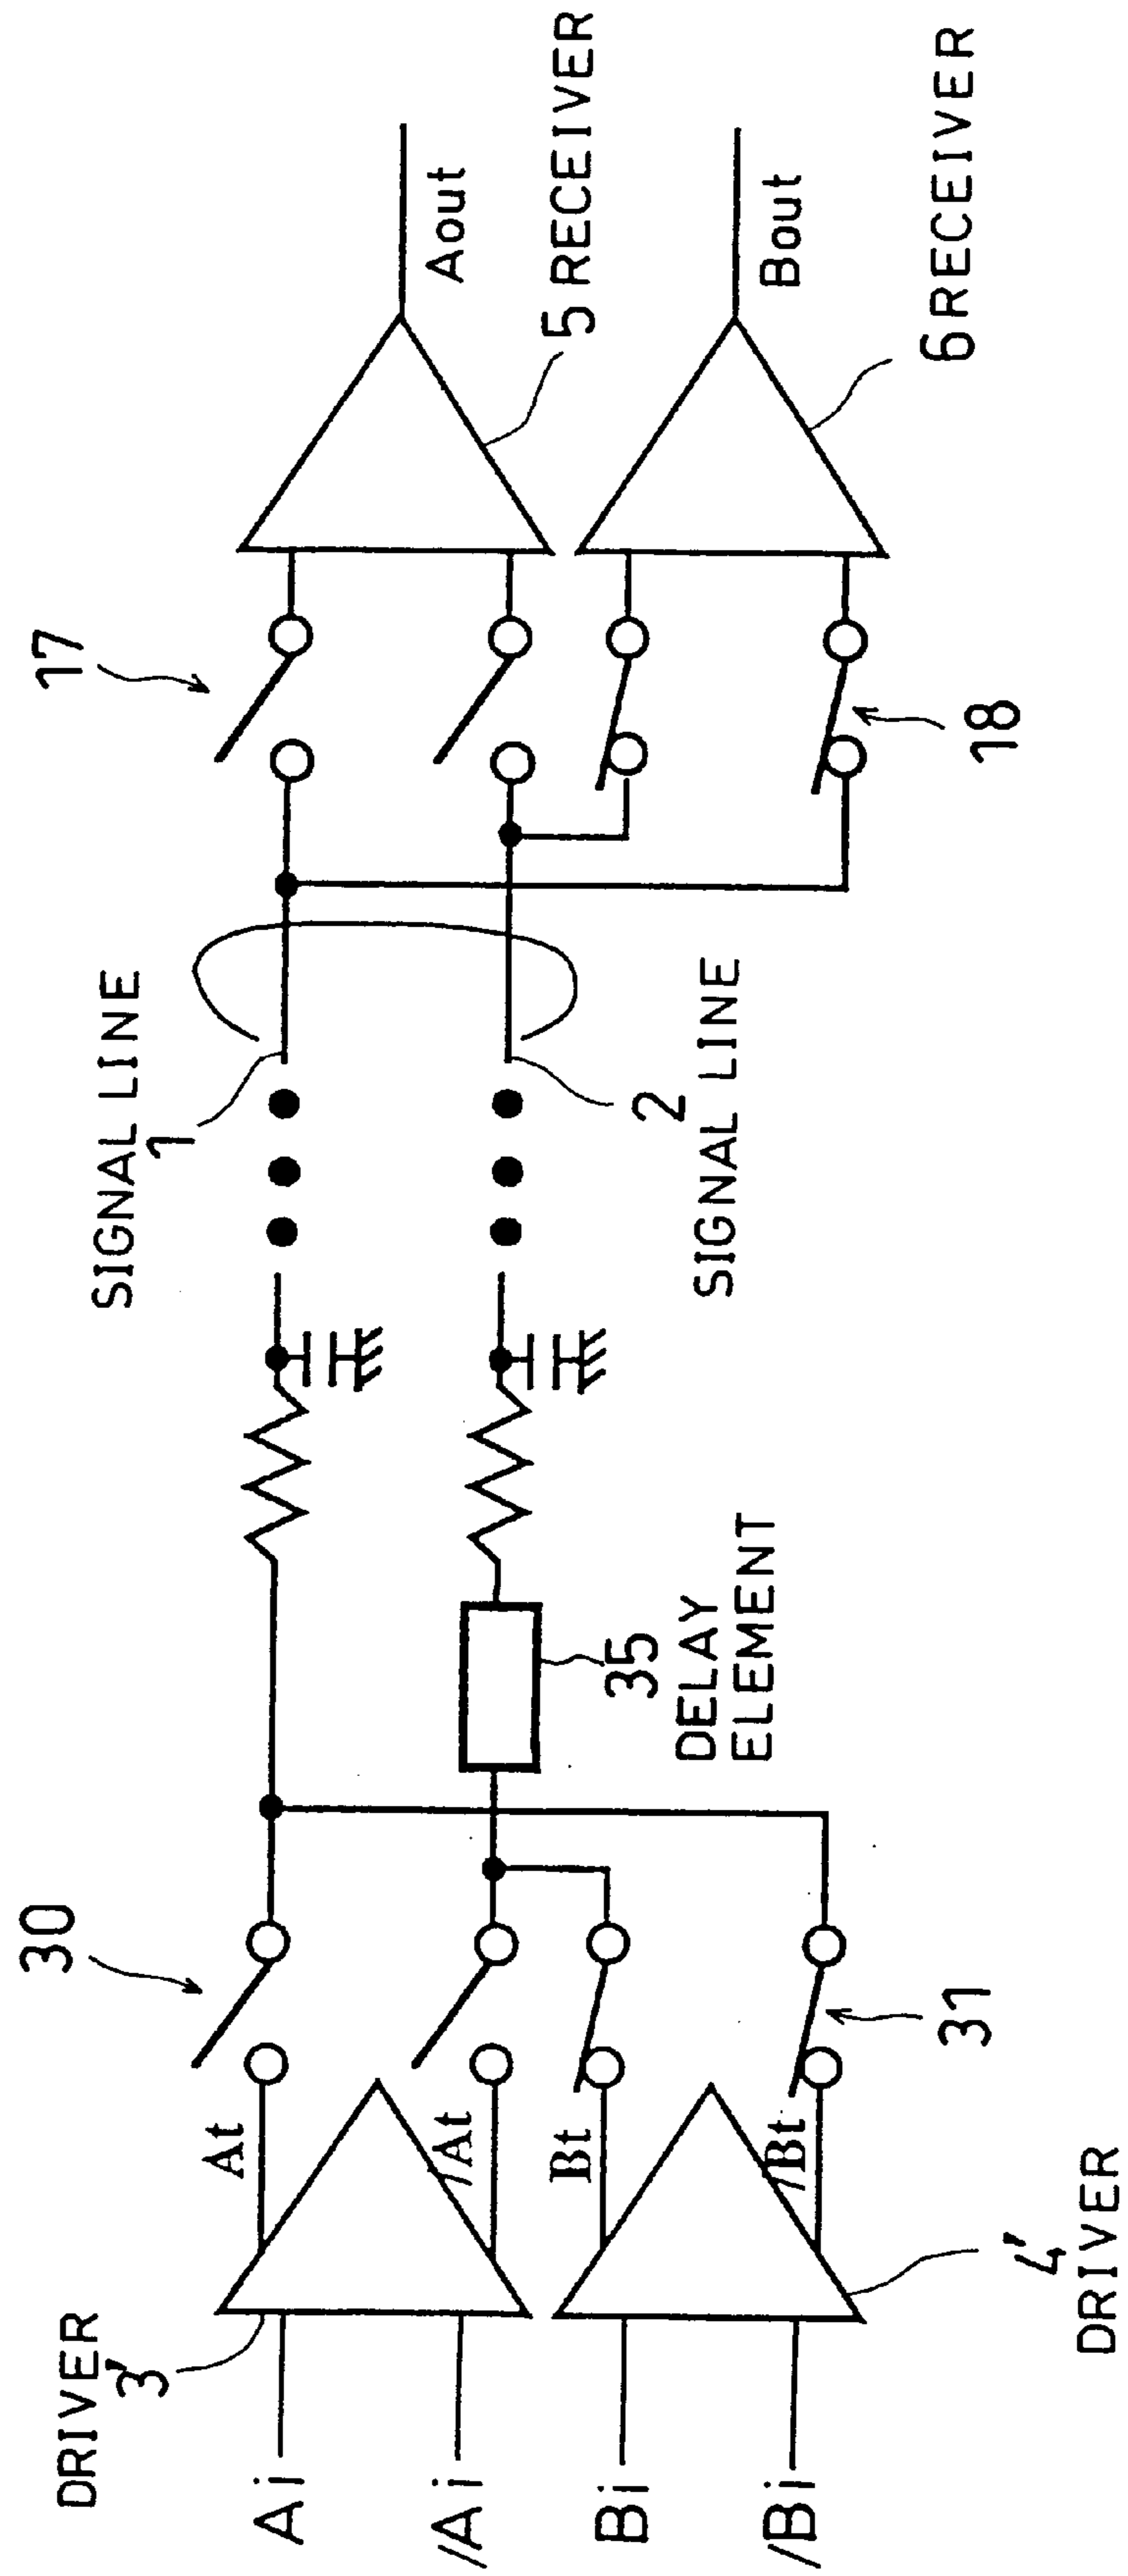 DRIVER
3'
Ai
/Ai
Bi
/Bi
4'
DRIVER
At
/At
Bt
/Bt
30
31
35
DELAY
ELEMENT
SIGNAL LINE
1
2
SIGNAL LINE
17
18
Aout
5 RECEIVER
Bout
6 RECEIVER